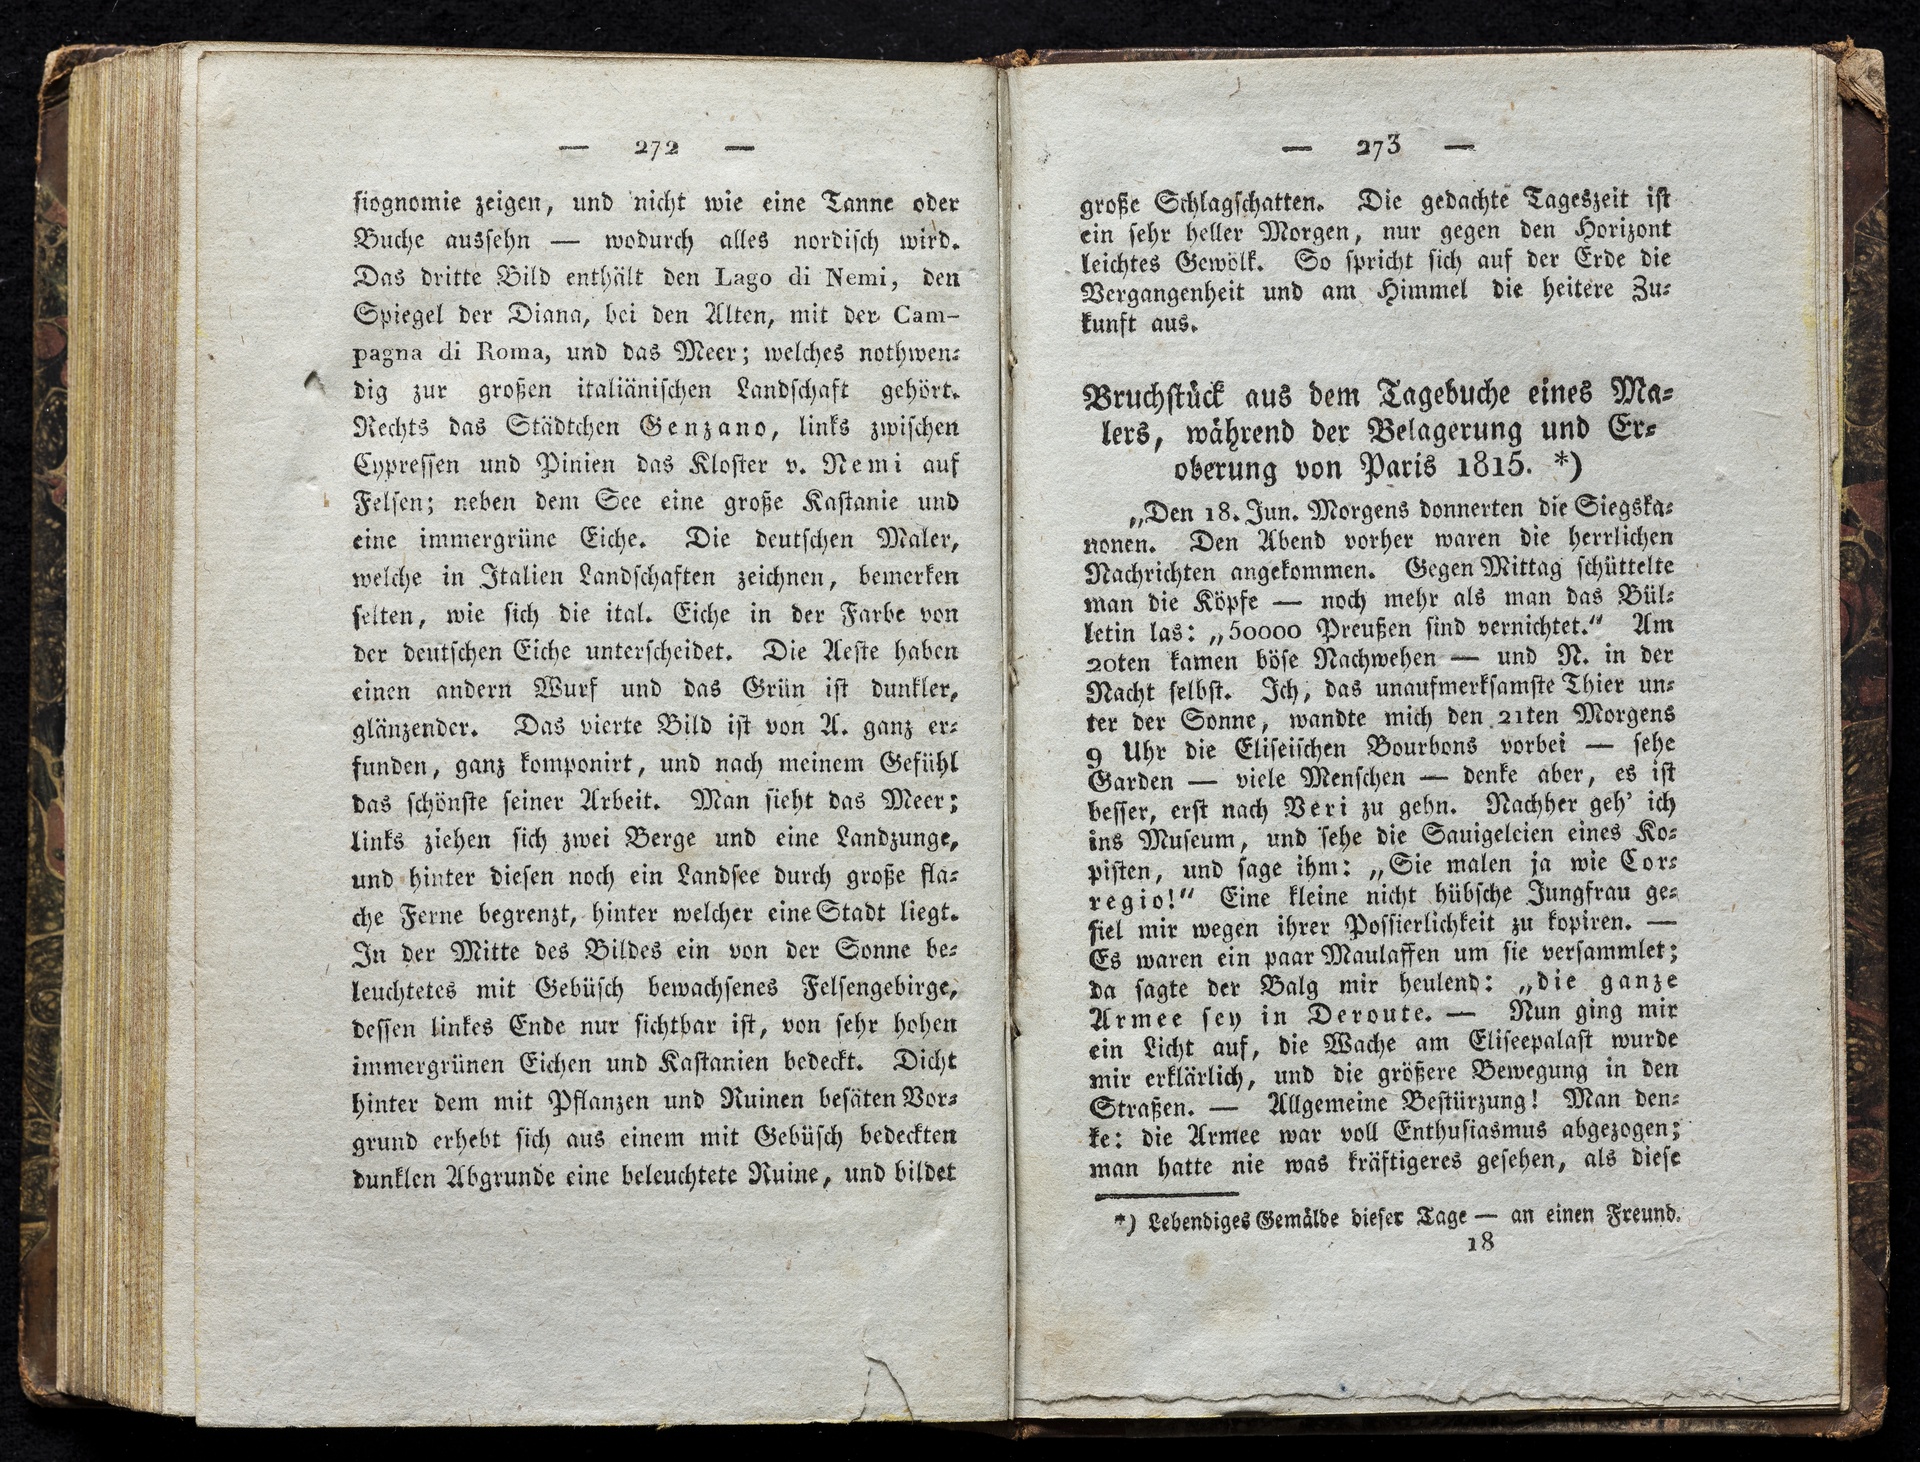 — 272 —
siognomie zeigen, und nicht wie eine Tanne oder
Buche aussehn — wodurch alles nordisch wird.
Das dritte Bild enthält den Lago di Nemi, den
Spiegel der Diana, bei den Alten, mit der Cam-
pagna di Roma, und das Meer; welches nothwen-
dig zur großen italiänischen Landschaft gehört.
Rechts das Städtchen Genzano, links zwischen
Cypressen und Pinien das Kloster v. Nemi auf
Felsen; neben dem See eine große Kastanie und
eine immergrüne Eiche. Die deutschen Maler,
welche in Italien Landschaften zeichnen, bemerken
selten, wie sich die ital. Eiche in der Farbe von
der deutschen Eiche unterscheidet. Die Aeste haben
einen andern Wurf und das Grün ist dunkler,
glänzender. Das vierte Bild ist von A. ganz er-
funden, ganz komponirt, und nach meinem Gefühl
das schönste seiner Arbeit. Man sieht das Meer;
links ziehen sich zwei Berge und eine Landzunge,
und hinter diesen noch ein Landsee durch große fla-
che Ferne begrenzt, hinter welcher eine Stadt liegt.
In der Mitte des Bildes ein von der Sonne be-
leuchtetes mit Gebüsch bewachsenes Felsengebirge,
dessen linkes Ende nur sichtbar ist, von sehr hohen
immergrünen Eichen und Kastanien bedeckt. Dicht
hinter dem mit Pflanzen und Ruinen besäten Vor-
grund erhebt sich aus einem mit Gebüsch bedeckten
dunklen Abgrunde eine beleuchtete Ruine, und bildet
— 273 —
große Schlagschatten. Die gedachte Tageszeit ist
ein sehr heller Morgen, nur gegen den Horizont
leichtes Gewölk. So spricht sich auf der Erde die
Vergangenheit und am Himmel die heitere Zu-
kunft aus.
Bruchstück aus dem Tagebuche eines Ma-
lers, während der Belagerung und Er-
oberung von Paris 1815. *)
„Den 18. Jun. Morgens donnerten die Siegska-
nonen. Den Abend vorher waren die herrlichen
Nachrichten angekommen. Gegen Mittag schüttelte
man die Köpfe — noch mehr als man das Bül-
letin las: „50000 Preußen sind vernichtet.“ Am
20ten kamen böse Nachwehen — und N. in der
Nacht selbst. Ich, das unaufmerksamste Thier un-
ter der Sonne, wandte mich den 21ten Morgens
9 Uhr die Eliseischen Bourbons vorbei — sehe
Garden — viele Menschen — denke aber, es ist
besser, erst nach Veri zu gehn. Nachher geh’ ich
ins Museum, und sehe die Sauigeleien eines Ko-
pisten, und sage ihm: „Sie malen ja wie Cor-
regio!“ Eine kleine nicht hübsche Jungfrau ge-
fiel mir wegen ihrer Possierlichkeit zu kopiren. —
Es waren ein paar Maulaffen um sie versammlet;
da sagte der Balg mir heulend: „die ganze
Armee sey in Deroute. — Nun ging mir
ein Licht auf, die Wache am Eliseepalast wurde
mir erklärlich, und die größere Bewegung in den
Straßen. — Allgemeine Bestürzung! Man den-
ke: die Armee war voll Enthusiasmus abgezogen;
man hatte nie was kräftigeres gesehen, als diese
*) Lebendiges Gemälde dieser Tage — an einen Freund.
18